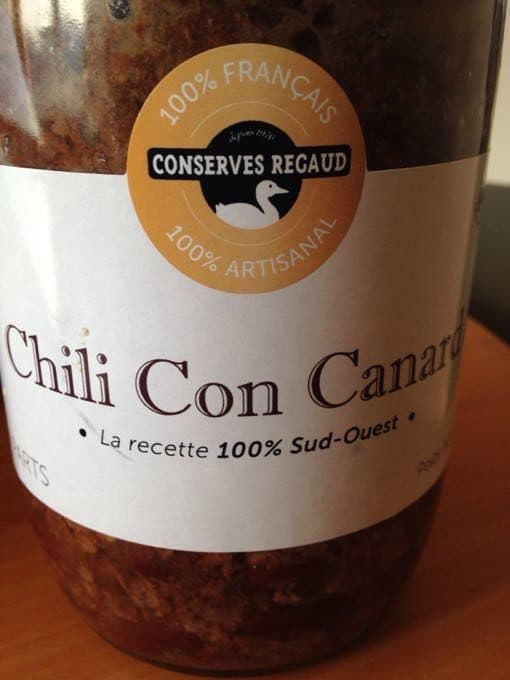 100% FRANÇAIS
depuis 1976
CONSERVES REGAUD
100% ARTISANAL
Chili Con Canard
• La recette 100% Sud-Ouest •